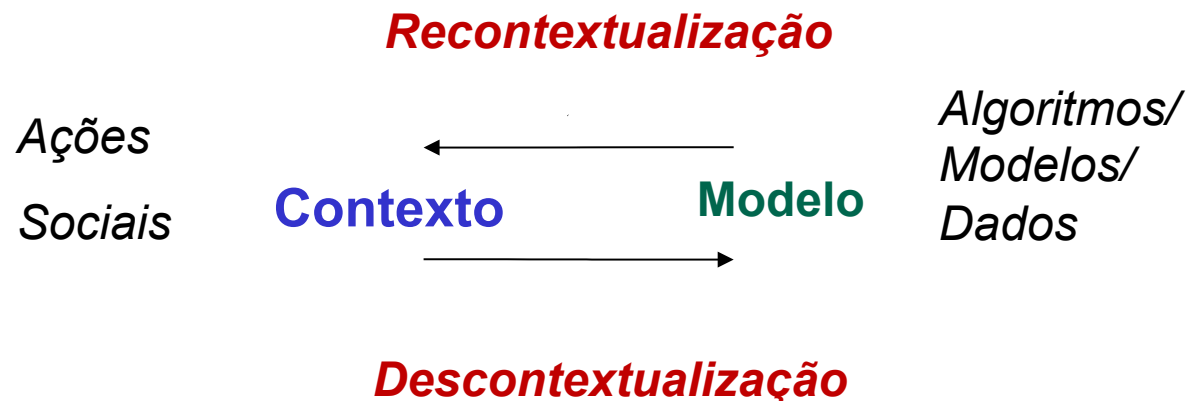 Recontextualização
Ações
Sociais
Contexto
Modelo
Algoritmos/
Modelos/
Dados
Descontextualização